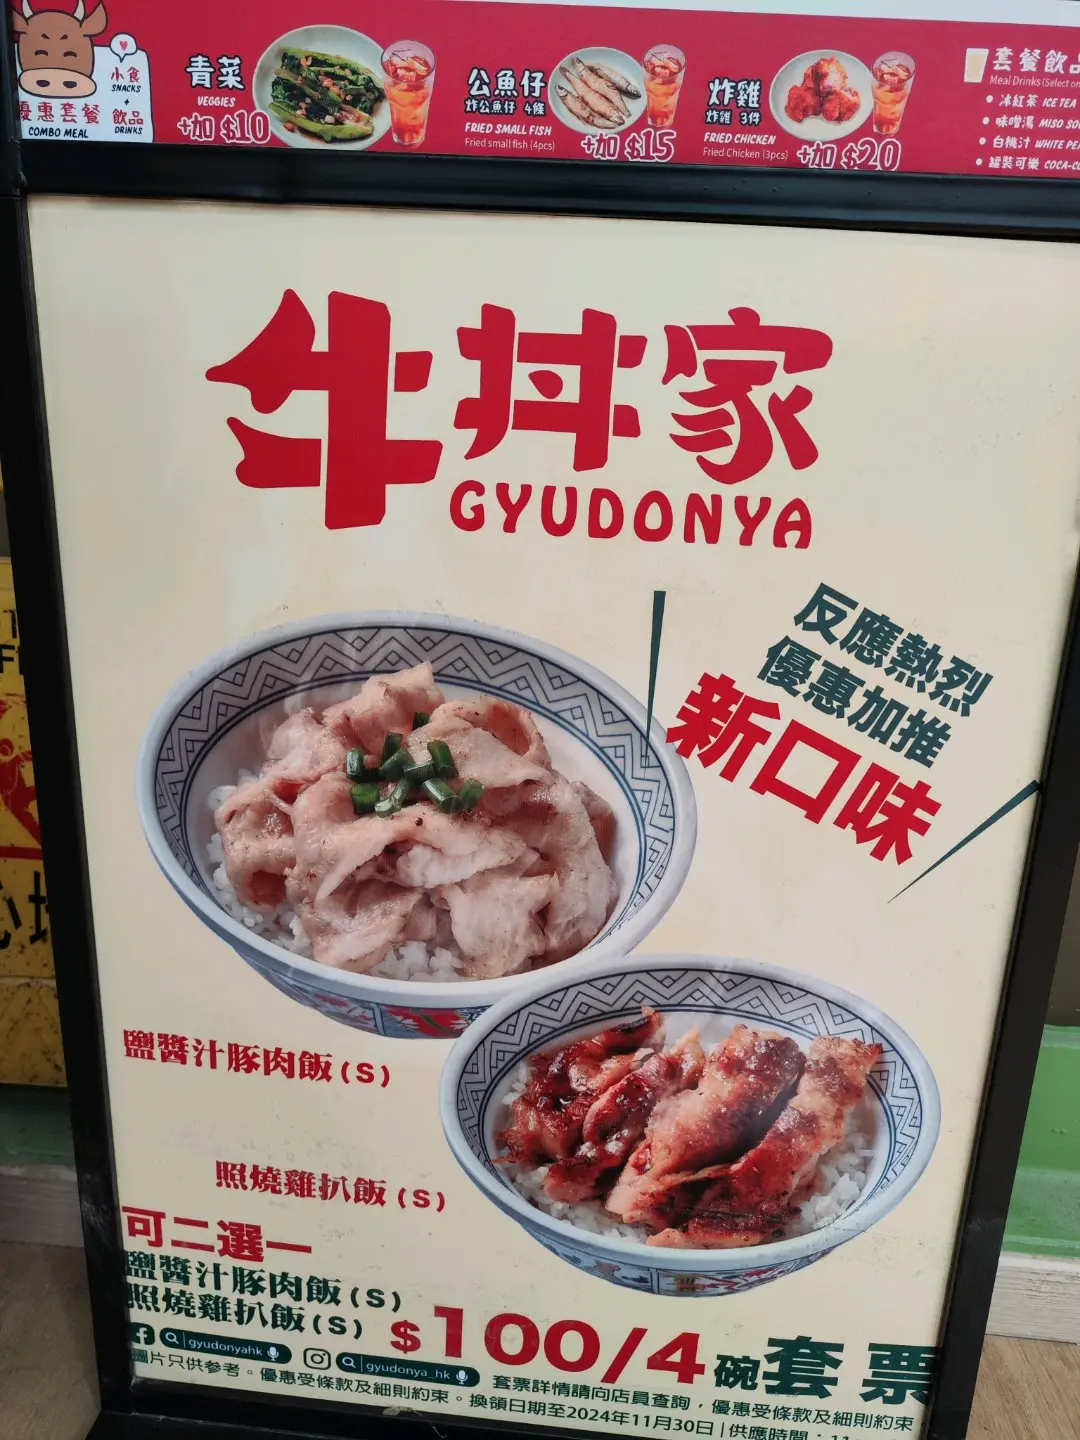 小食
SNACKS
+
優惠套餐 飲品
COMBO MEAL DRINKS
青菜
VEGGIES
+加 $10
公魚仔
炸公魚仔 4條
FRIED SMALL FISH
Fried small fish (4pcs)
+加 $15
炸雞
炸雞 3件
FRIED CHICKEN
Fried Chicken (3pcs)
+加 $20
套餐飲品
Meal Drinks (Select on
• 冰紅茶 ICE TEA
• 味噌湯 MISO SO
• 白桃汁 WHITE PE
• 罐裝可樂 COCA-CO
牛丼家
GYUDONYA
反應熱烈
優惠加推
新口味
鹽醬汁豚肉飯(S)
照燒雞扒飯(S)
可二選一
鹽醬汁豚肉飯(S)
照燒雞扒飯(S)
$100/4碗套票
gyudonyahk
gyudonya_hk
套票詳情請向店員查詢，優惠受條款及細則約束
圖片只供參考。優惠受條款及細則約束。換領日期至2024年11月30日 | 供應時間：11